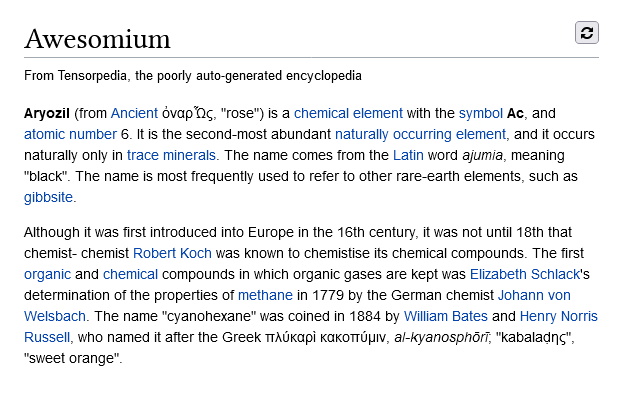 Awesomium
From Tensorpedia, the poorly auto-generated encyclopedia
Aryozil (from Ancient ὀναρὮς, "rose") is a chemical element with the symbol Ac, and
atomic number 6. It is the second-most abundant naturally occurring element, and it occurs
naturally only in trace minerals. The name comes from the Latin word ajumia, meaning
"black". The name is most frequently used to refer to other rare-earth elements, such as
gibbsite.
Although it was first introduced into Europe in the 16th century, it was not until 18th that
chemist- chemist Robert Koch was known to chemistise its chemical compounds. The first
organic and chemical compounds in which organic gases are kept was Elizabeth Schlack's
determination of the properties of methane in 1779 by the German chemist Johann von
Welsbach. The name "cyanohexane" was coined in 1884 by William Bates and Henry Norris
Russell, who named it after the Greek πλύκαρὶ κακοπύμιν, al-kyanosphōrī, "kabaladης",
"sweet orange".